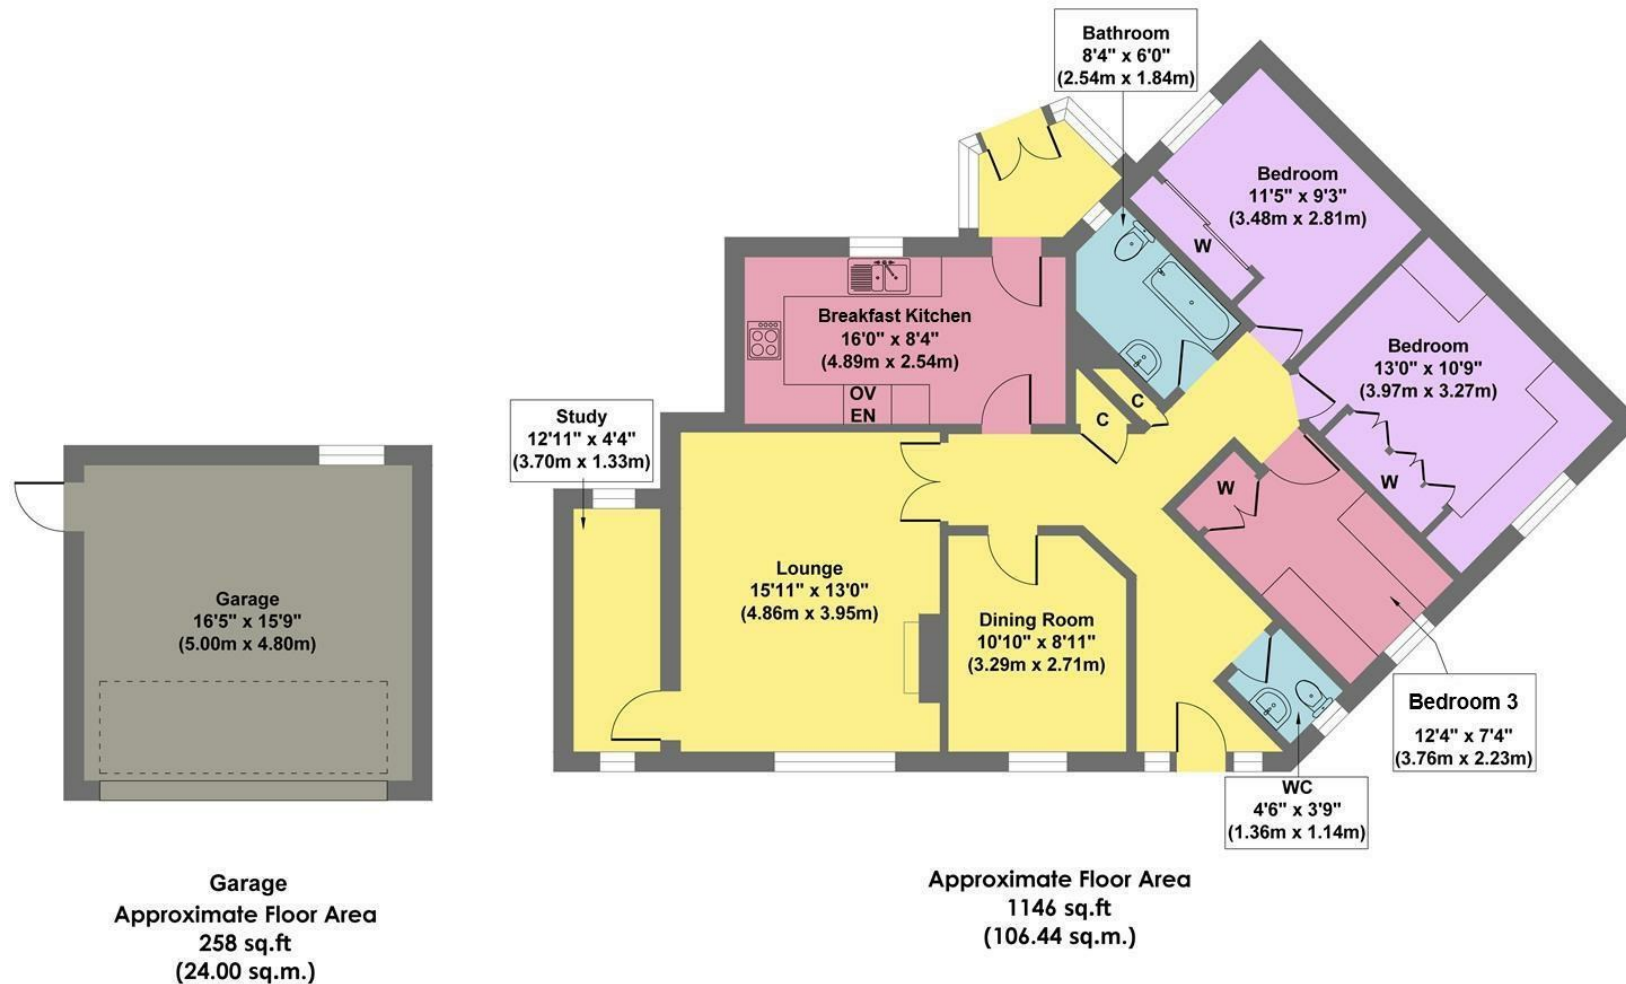 Bathroom
8'4" x 6'0"
(2.54m x 1.84m)
Bedroom
11'5" x 9'3"
(3.48m x 2.81m)
W
Breakfast Kitchen
16'0" x 8'4"
(4.89m x 2.54m)
OV
EN
Bedroom
13'0" x 10'9"
(3.97m x 3.27m)
W
C
C
W
Study
12'11" x 4'4"
(3.70m x 1.33m)
Lounge
15'11" x 13'0"
(4.86m x 3.95m)
Dining Room
10'10" x 8'11"
(3.29m x 2.71m)
Garage
16'5" x 15'9"
(5.00m x 4.80m)
Bedroom 3
12'4" x 7'4"
(3.76m x 2.23m)
WC
4'6" x 3'9"
(1.36m x 1.14m)
Garage
Approximate Floor Area
258 sq.ft
(24.00 sq.m.)
Approximate Floor Area
1146 sq.ft
(106.44 sq.m.)